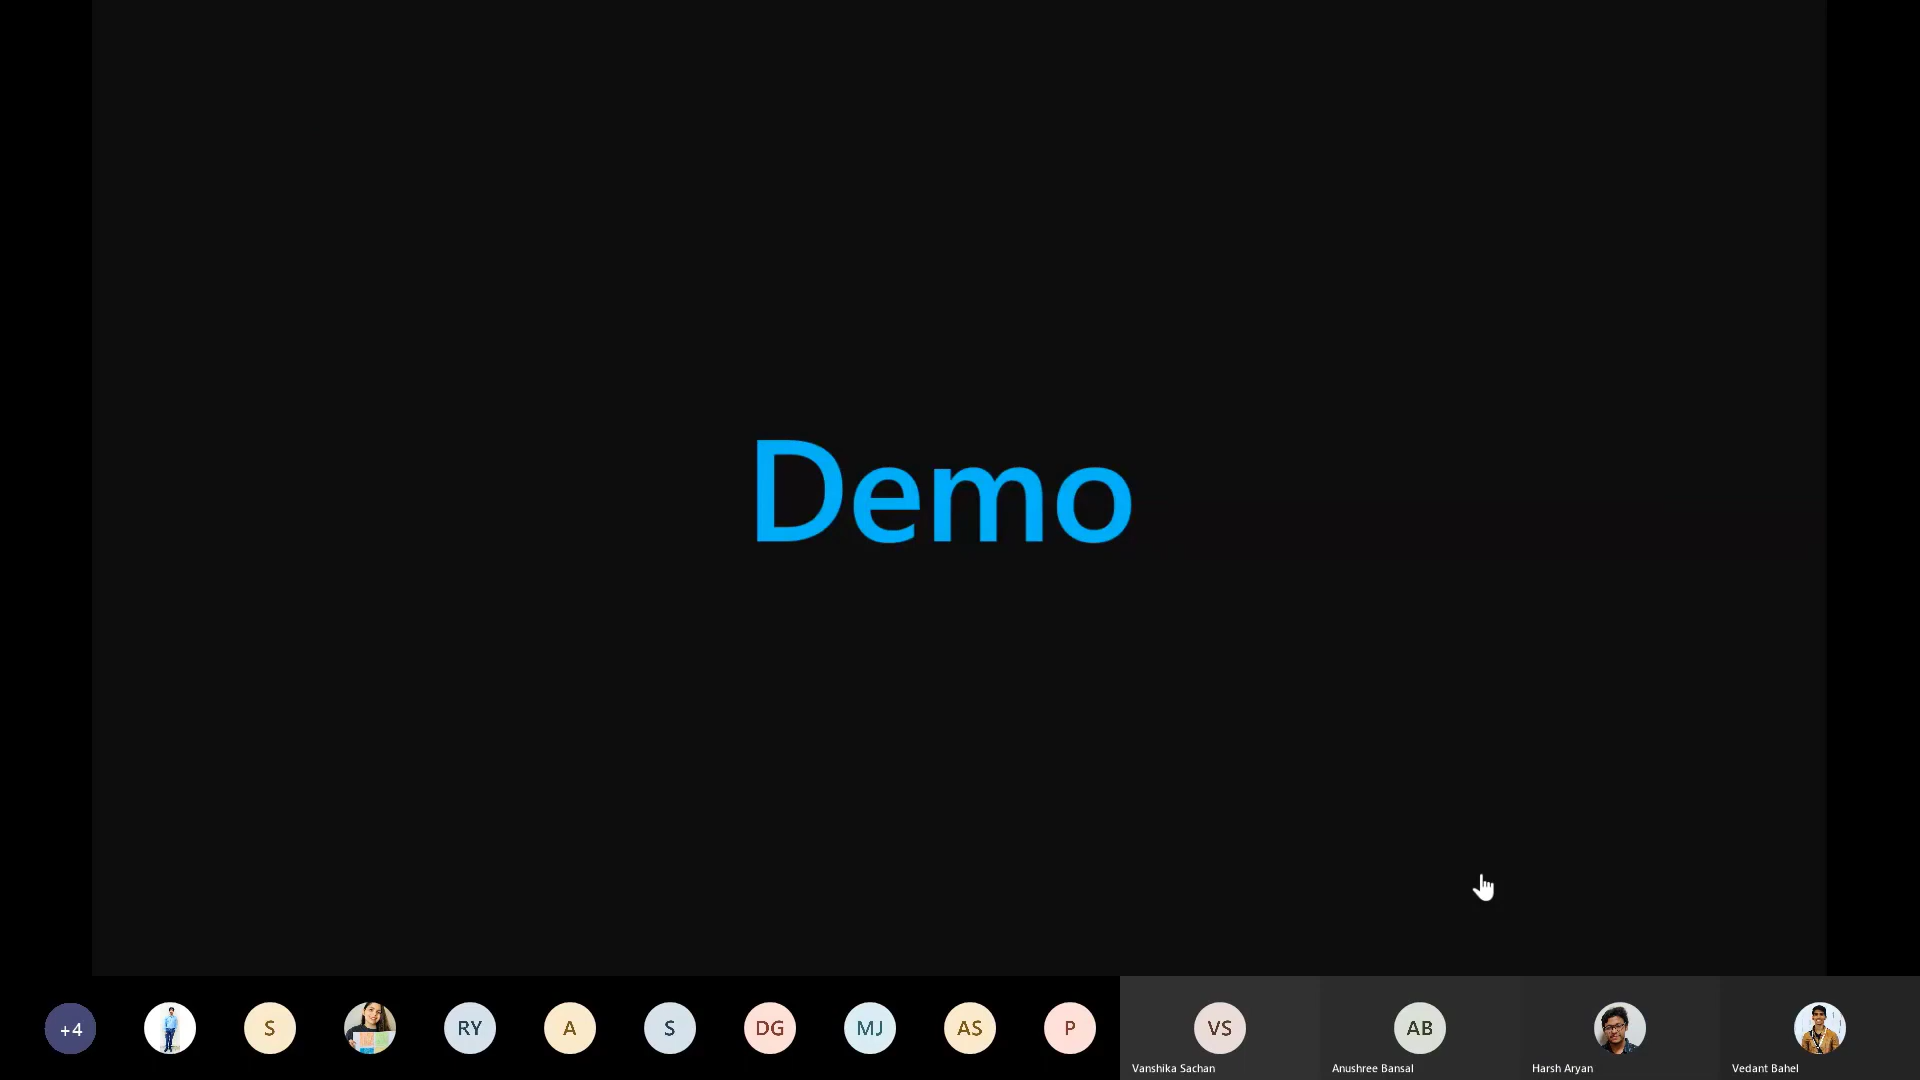 Demo
+4
S
RY
A
S
DG
MJ
AS
P
VS
AB
Vanshika Sachan
Anushree Bansal
Harsh Aryan
Vedant Bahel